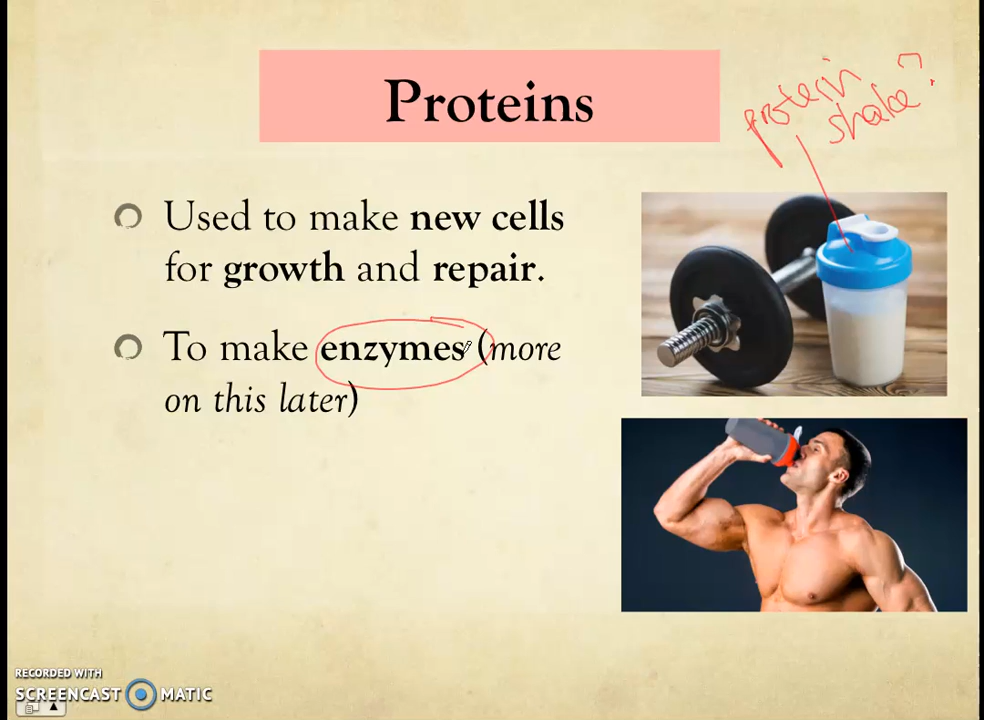 Proteins
protein
shake?
Used to make new cells
for growth and repair.
To make enzymes (more
on this later)
RECORDED WITH
SCREENCAST MATIC